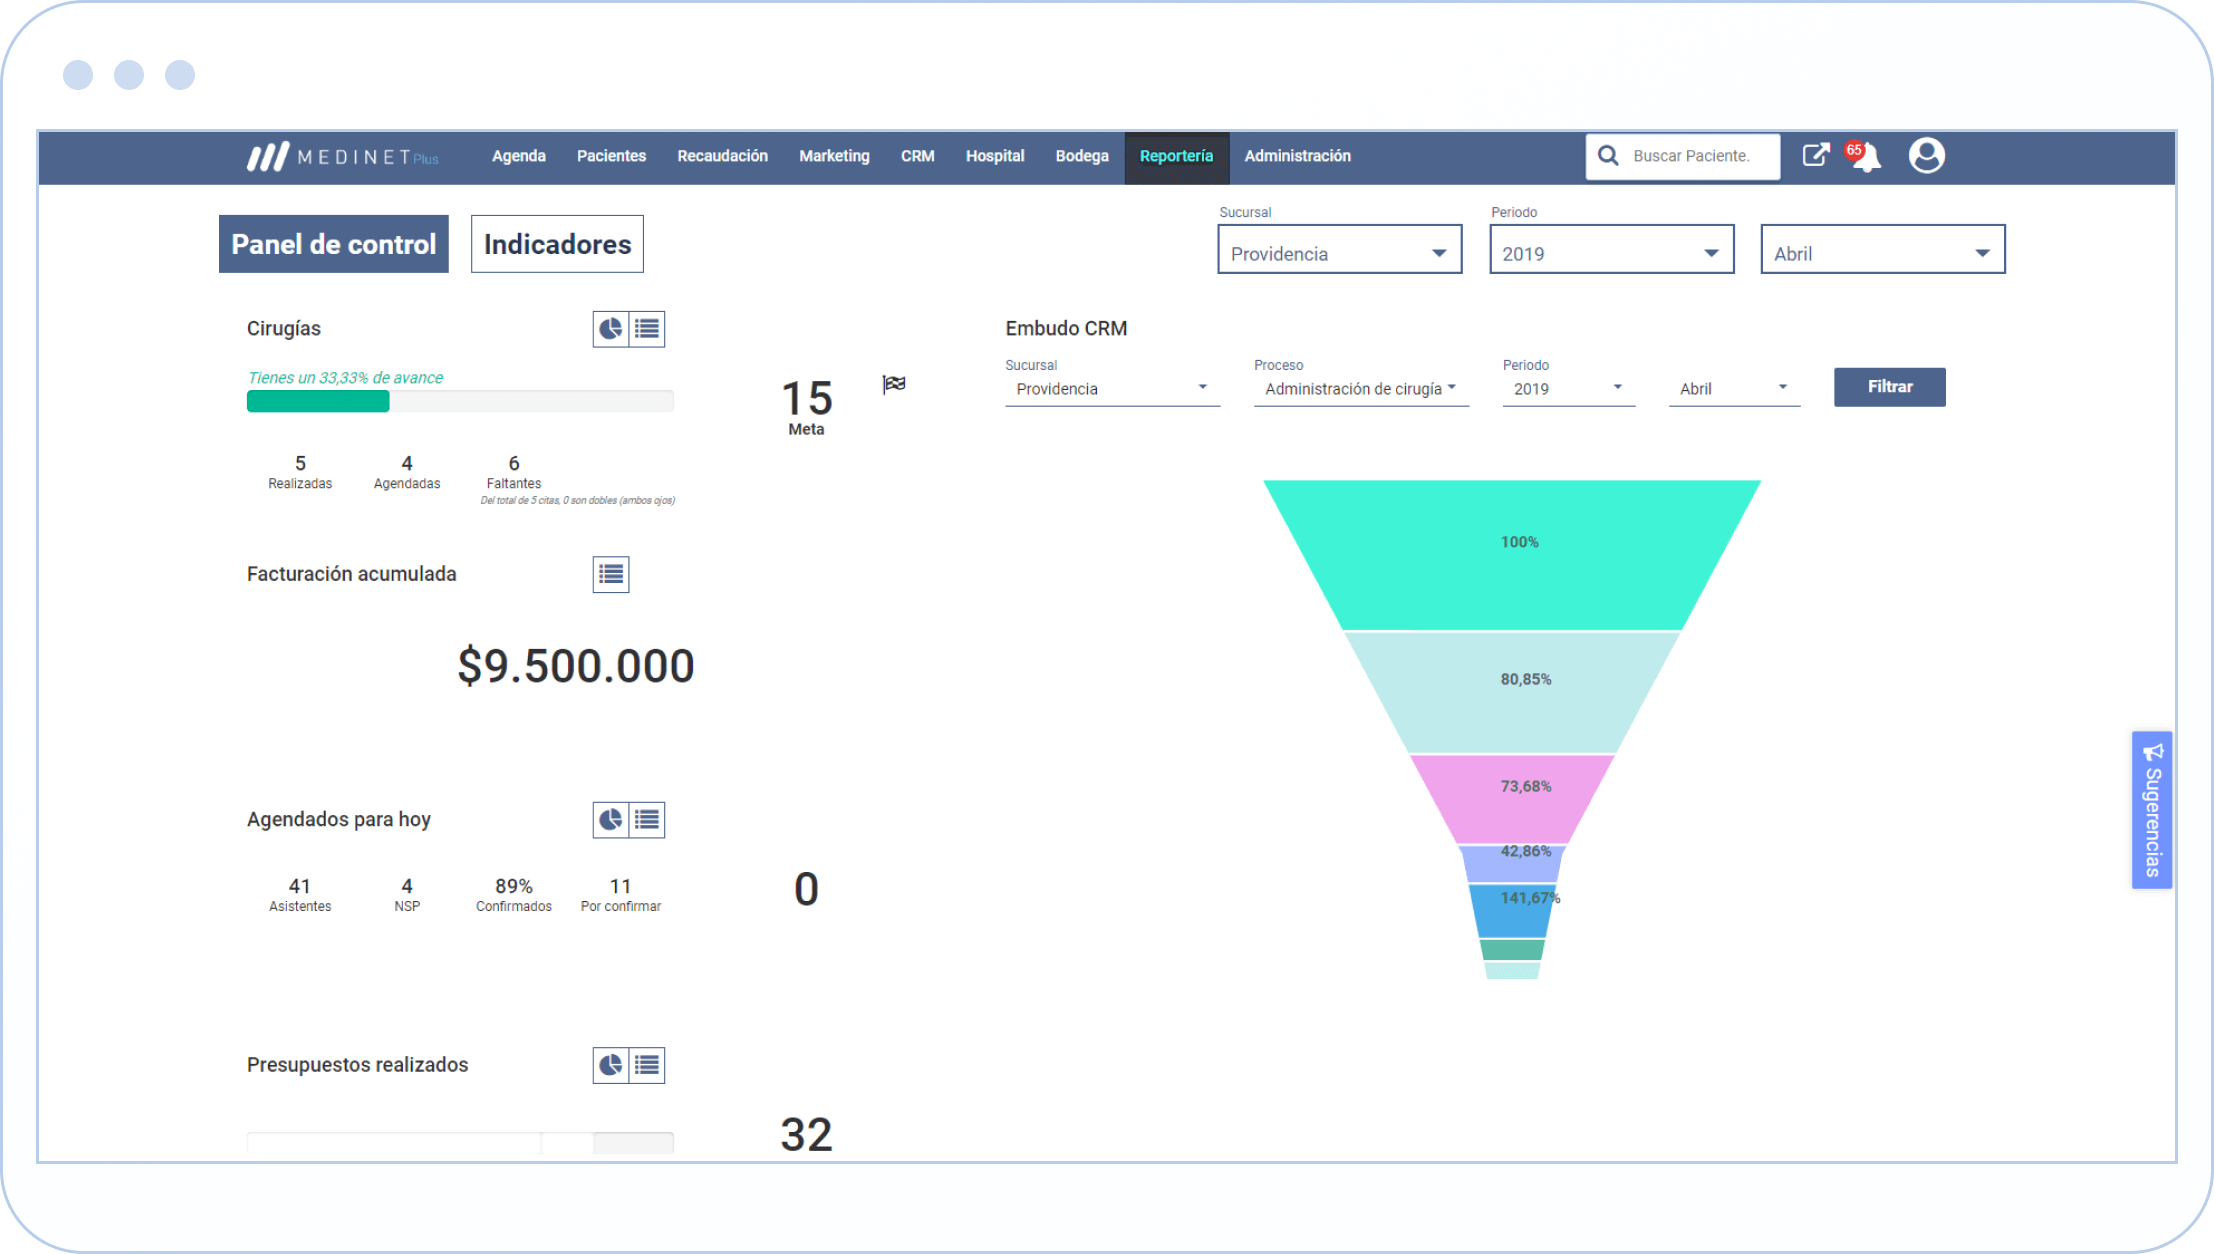 MEDINET Plus
Agenda Pacientes Recaudación Marketing CRM Hospital Bodega Reportería Administración
Buscar Paciente.
65
Panel de control
Indicadores
Sucursal
Providencia
Periodo
2019
Abril
Cirugías
Tienes un 33,33% de avance
15
Meta
5
Realizadas
4
Agendadas
6
Faltantes
Del total de 5 citas, 0 son dobles (ambos ojos)
Facturación acumulada
$9.500.000
Agendados para hoy
41
Asistentes
4
NSP
89%
Confirmados
11
Por confirmar
0
Presupuestos realizados
32
Embudo CRM
Sucursal
Providencia
Proceso
Administración de cirugía
Periodo
2019
Abril
Filtrar
100%
80,85%
73,68%
42,86%
141,67%
Sugerencias